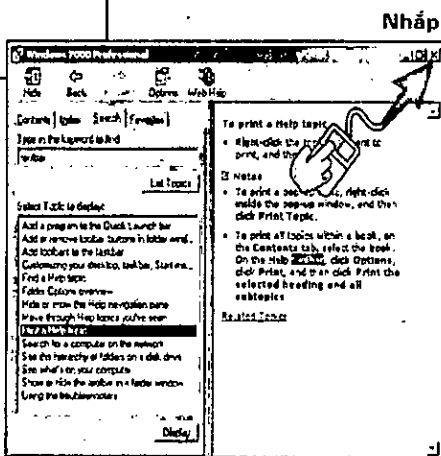 Nhấp
Windows 2000 Professional
Hide Back Options Web Help
Contents Index Search Favorites
Type in the keyword to find
toolbar
List Topics
Select Topic to display:
Add a program to the Quick Launch bar
Add or remove toolbar buttons in folder wind...
Add toolbars to the taskbar
Customizing your desktop, taskbar, Start me...
Find a Help topic
Folder Options overview
Hide or show the Help navigation pane
Move through Help topics you've seen
Print a Help topic
Search for a computer on the network
See the hierarchy of folders on a disk drive
See what's on your computer
Show or hide the toolbar in a folder window
Using the troubleshooters
Display
To print a Help topic
• Right-click the to
print, and th
Notes
• To print a pop-up, right-click
inside the pop-up window, and then
click Print Topic.
• To print all topics within a book, on
the Contents tab, select the book.
On the Help toolbar, click Options,
click Print, and then click Print the
selected heading and all
subtopics
Related Topics